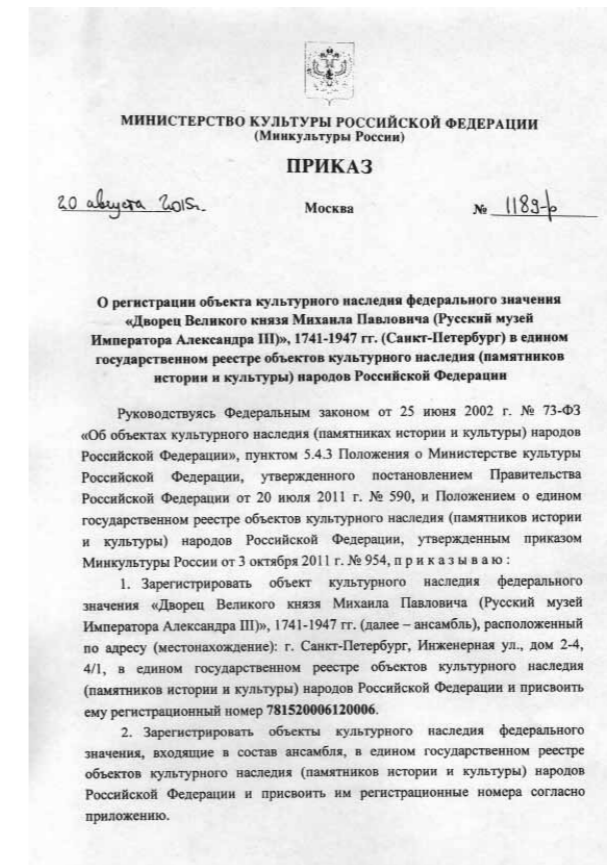 МИНИСТЕРСТВО КУЛЬТУРЫ РОССИЙСКОЙ ФЕДЕРАЦИИ
(Минкультуры России)
ПРИКАЗ
20 августа 2015г. Москва № 1189-р
О регистрации объекта культурного наследия федерального значения
«Дворец Великого князя Михаила Павловича (Русский музей
Императора Александра III)», 1741-1947 гг. (Санкт-Петербург) в едином
государственном реестре объектов культурного наследия (памятников
истории и культуры) народов Российской Федерации
Руководствуясь Федеральным законом от 25 июня 2002 г. № 73-ФЗ
«Об объектах культурного наследия (памятниках истории и культуры) народов
Российской Федерации», пунктом 5.4.3 Положения о Министерстве культуры
Российской Федерации, утвержденного постановлением Правительства
Российской Федерации от 20 июля 2011 г. № 590, и Положением о едином
государственном реестре объектов культурного наследия (памятников истории
и культуры) народов Российской Федерации, утвержденным приказом
Минкультуры России от 3 октября 2011 г. № 954, п р и к а з ы в а ю :
1. Зарегистрировать объект культурного наследия федерального
значения «Дворец Великого князя Михаила Павловича (Русский музей
Императора Александра III)», 1741-1947 гг. (далее – ансамбль), расположенный
по адресу (местонахождение): г. Санкт-Петербург, Инженерная ул., дом 2-4,
4/1, в едином государственном реестре объектов культурного наследия
(памятников истории и культуры) народов Российской Федерации и присвоить
ему регистрационный номер 781520006120006.
2. Зарегистрировать объекты культурного наследия федерального
значения, входящие в состав ансамбля, в едином государственном реестре
объектов культурного наследия (памятников истории и культуры) народов
Российской Федерации и присвоить им регистрационные номера согласно
приложению.